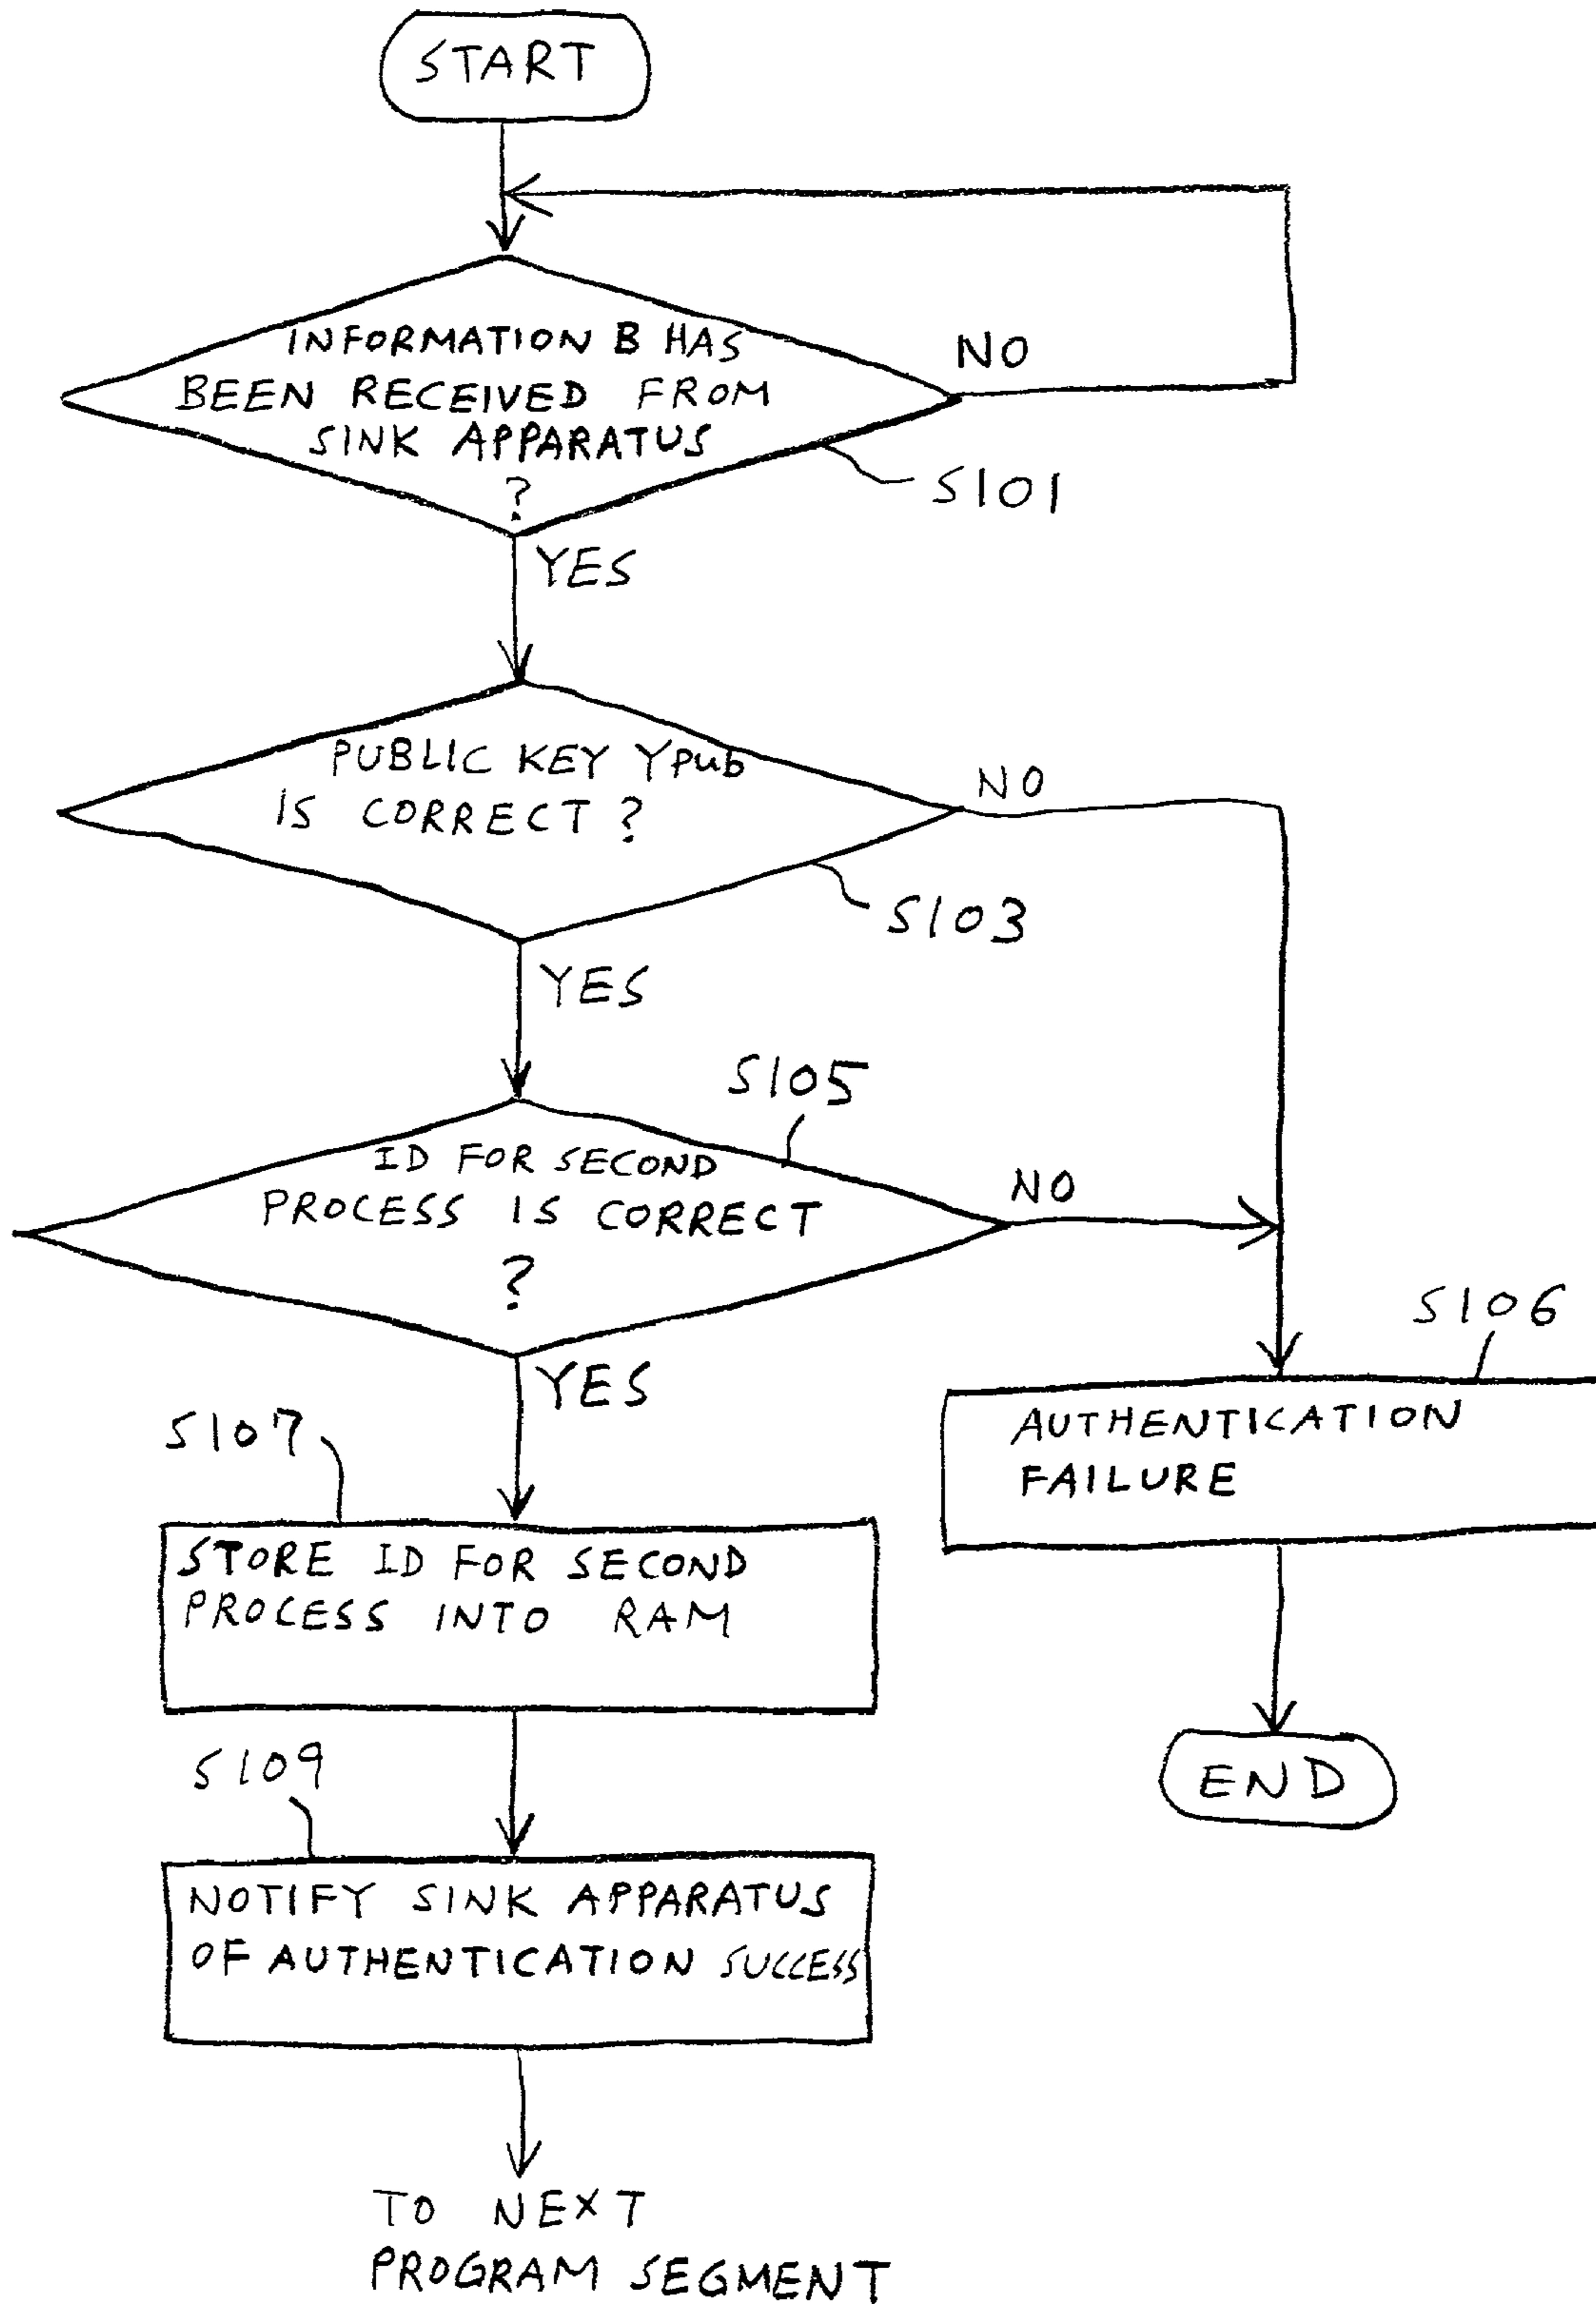 START
INFORMATION B HAS
BEEN RECEIVED FROM
SINK APPARATUS
?
NO
S101
YES
PUBLIC KEY Ypub
IS CORRECT ?
NO
S103
YES
S105
ID FOR SECOND
PROCESS IS CORRECT
?
NO
YES
S106
AUTHENTICATION
FAILURE
S107
STORE ID FOR SECOND
PROCESS INTO RAM
END
S109
NOTIFY SINK APPARATUS
OF AUTHENTICATION SUCCESS
TO NEXT
PROGRAM SEGMENT